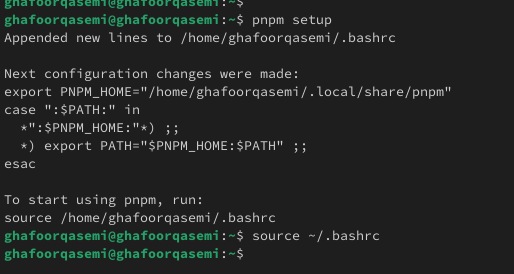 ghafoorqasemi@ghafoorqasemi:~$
ghafoorqasemi@ghafoorqasemi:~$ pnpm setup
Appended new lines to /home/ghafoorqasemi/.bashrc

Next configuration changes were made:
export PNPM_HOME="/home/ghafoorqasemi/.local/share/pnpm"
case ":$PATH:" in
  *":$PNPM_HOME:"*) ;;
  *) export PATH="$PNPM_HOME:$PATH" ;;
esac

To start using pnpm, run:
source /home/ghafoorqasemi/.bashrc
ghafoorqasemi@ghafoorqasemi:~$ source ~/.bashrc
ghafoorqasemi@ghafoorqasemi:~$